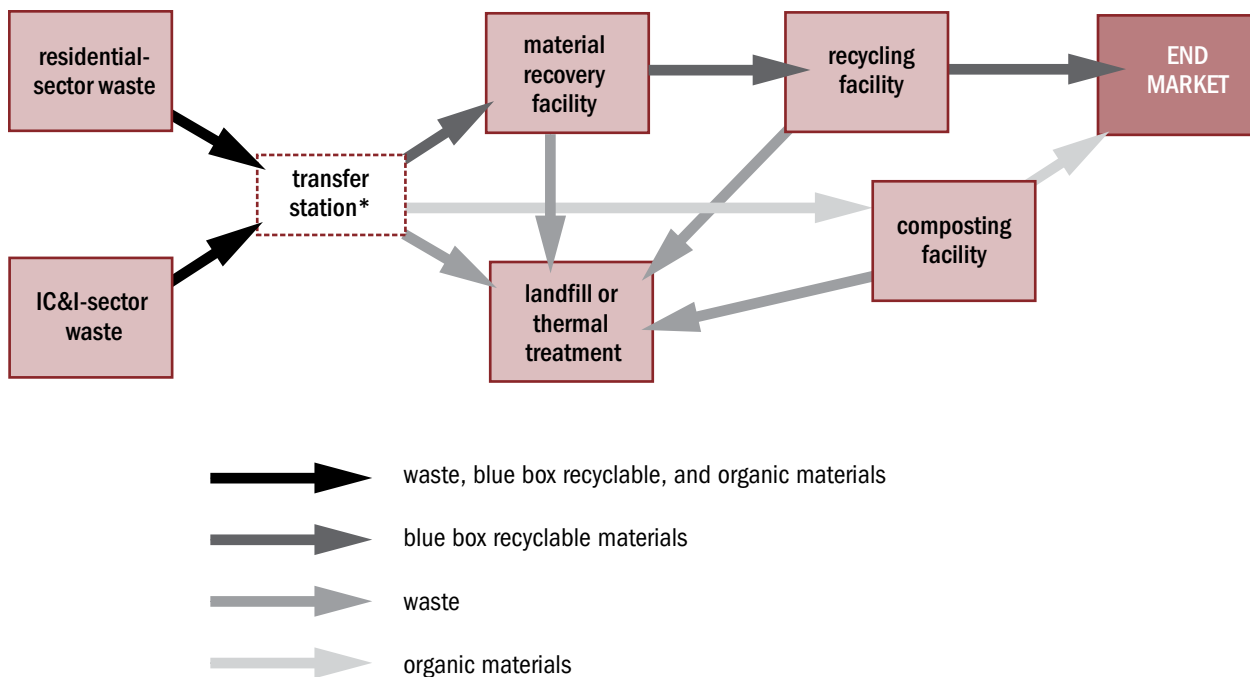 residential-
sector waste
material
recovery
facility
recycling
facility
END
MARKET
transfer
station*
composting
facility
IC&I-sector
waste
landfill or
thermal
treatment
waste, blue box recyclable, and organic materials
blue box recyclable materials
waste
organic materials